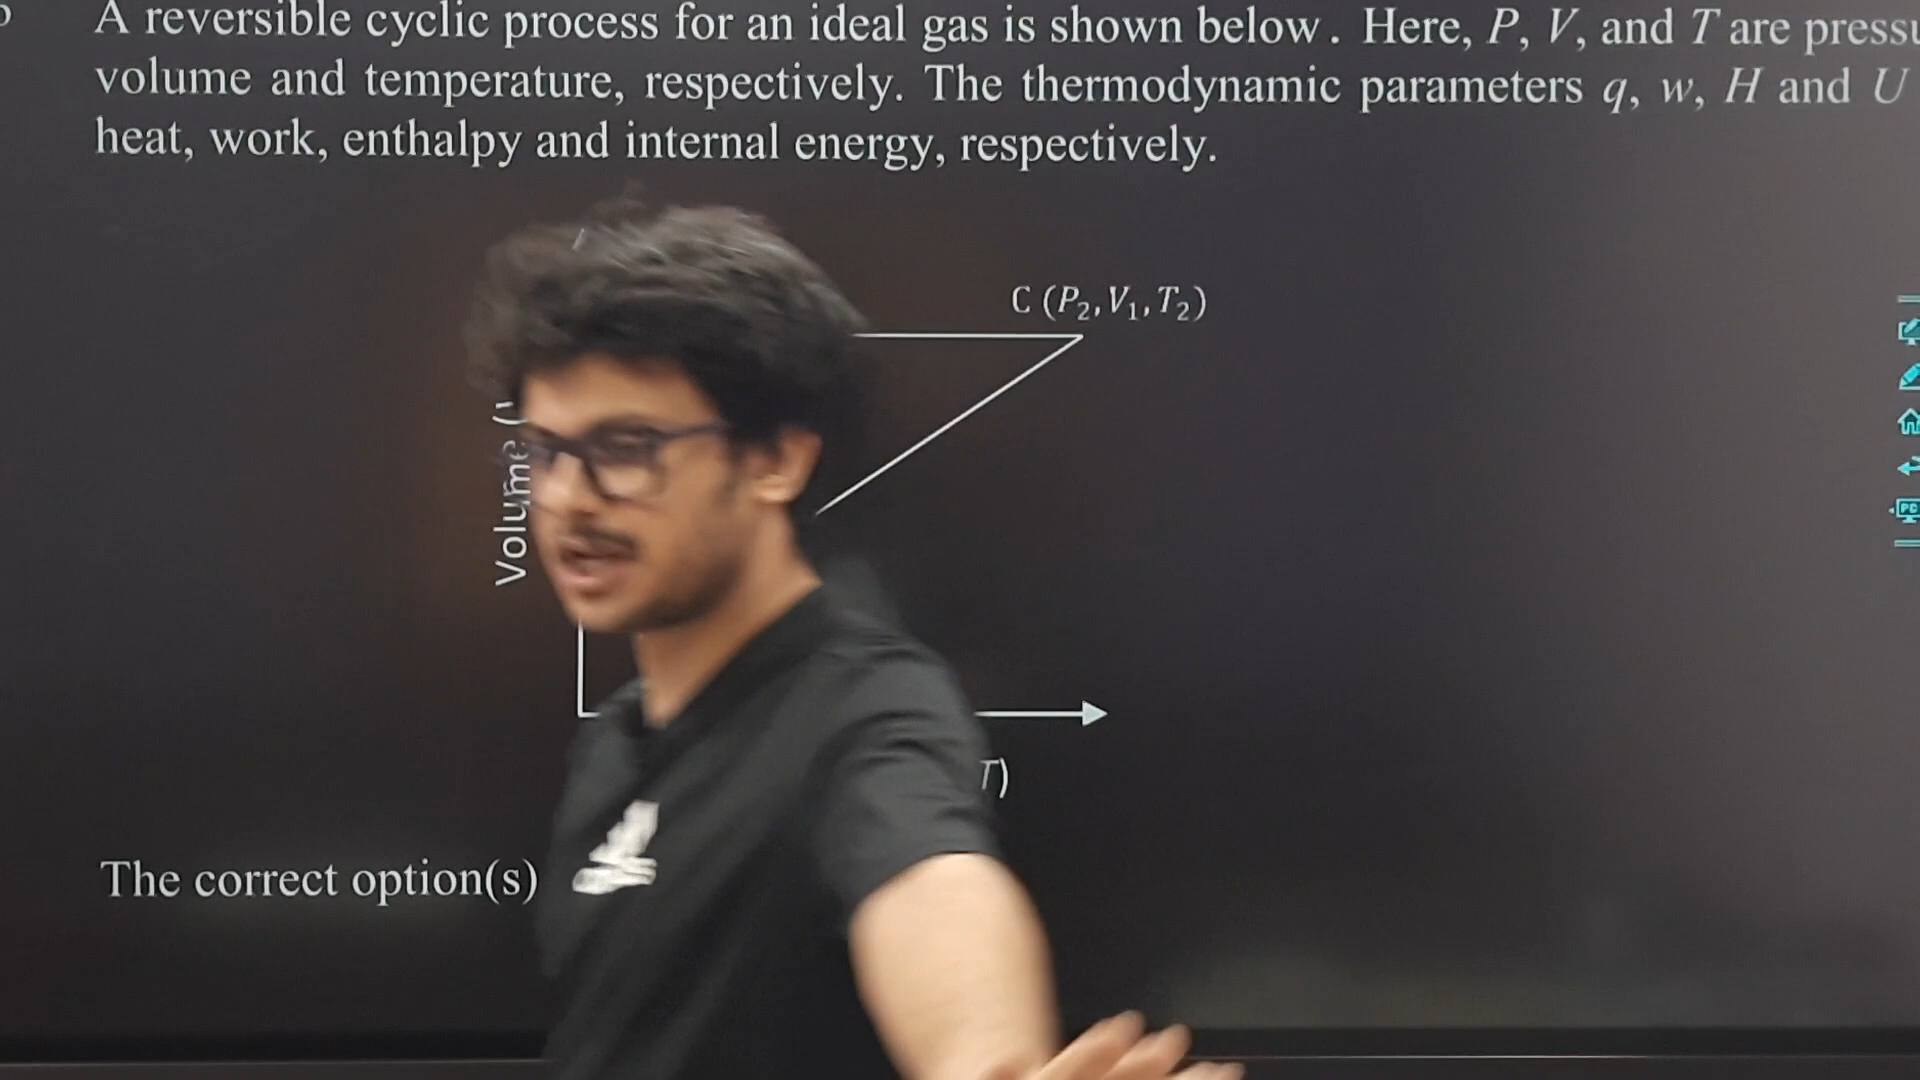 A reversible cyclic process for an ideal gas is shown below. Here, P, V, and T are
volume and temperature, respectively. The thermodynamic parameters q, w, H and U
heat, work, enthalpy and internal energy, respectively.
C (P₂, V₁, T₂)
Volume (
T)
The correct option(s)
PC